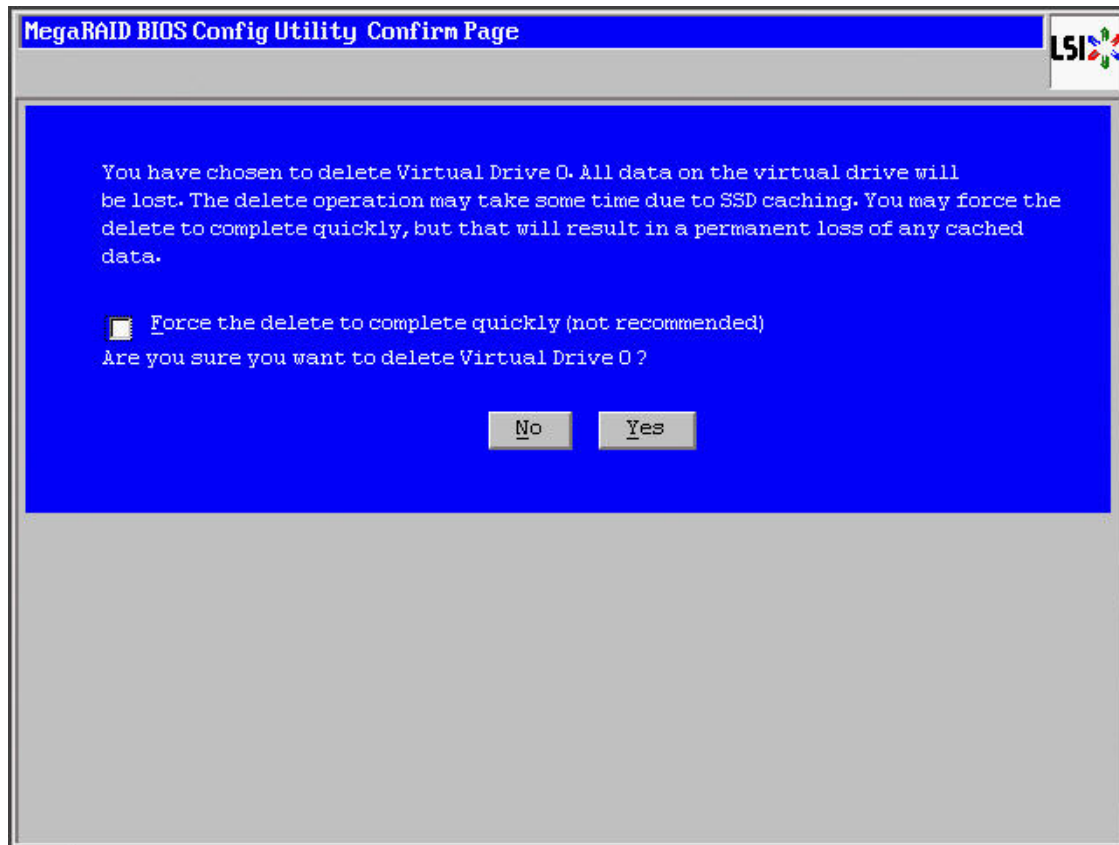 MegaRAID BIOS Config Utility Confirm Page
LSI
You have chosen to delete Virtual Drive 0. All data on the virtual drive will
be lost. The delete operation may take some time due to SSD caching. You may force the
delete to complete quickly, but that will result in a permanent loss of any cached
data.
Force the delete to complete quickly (not recommended)
Are you sure you want to delete Virtual Drive 0 ?
No Yes